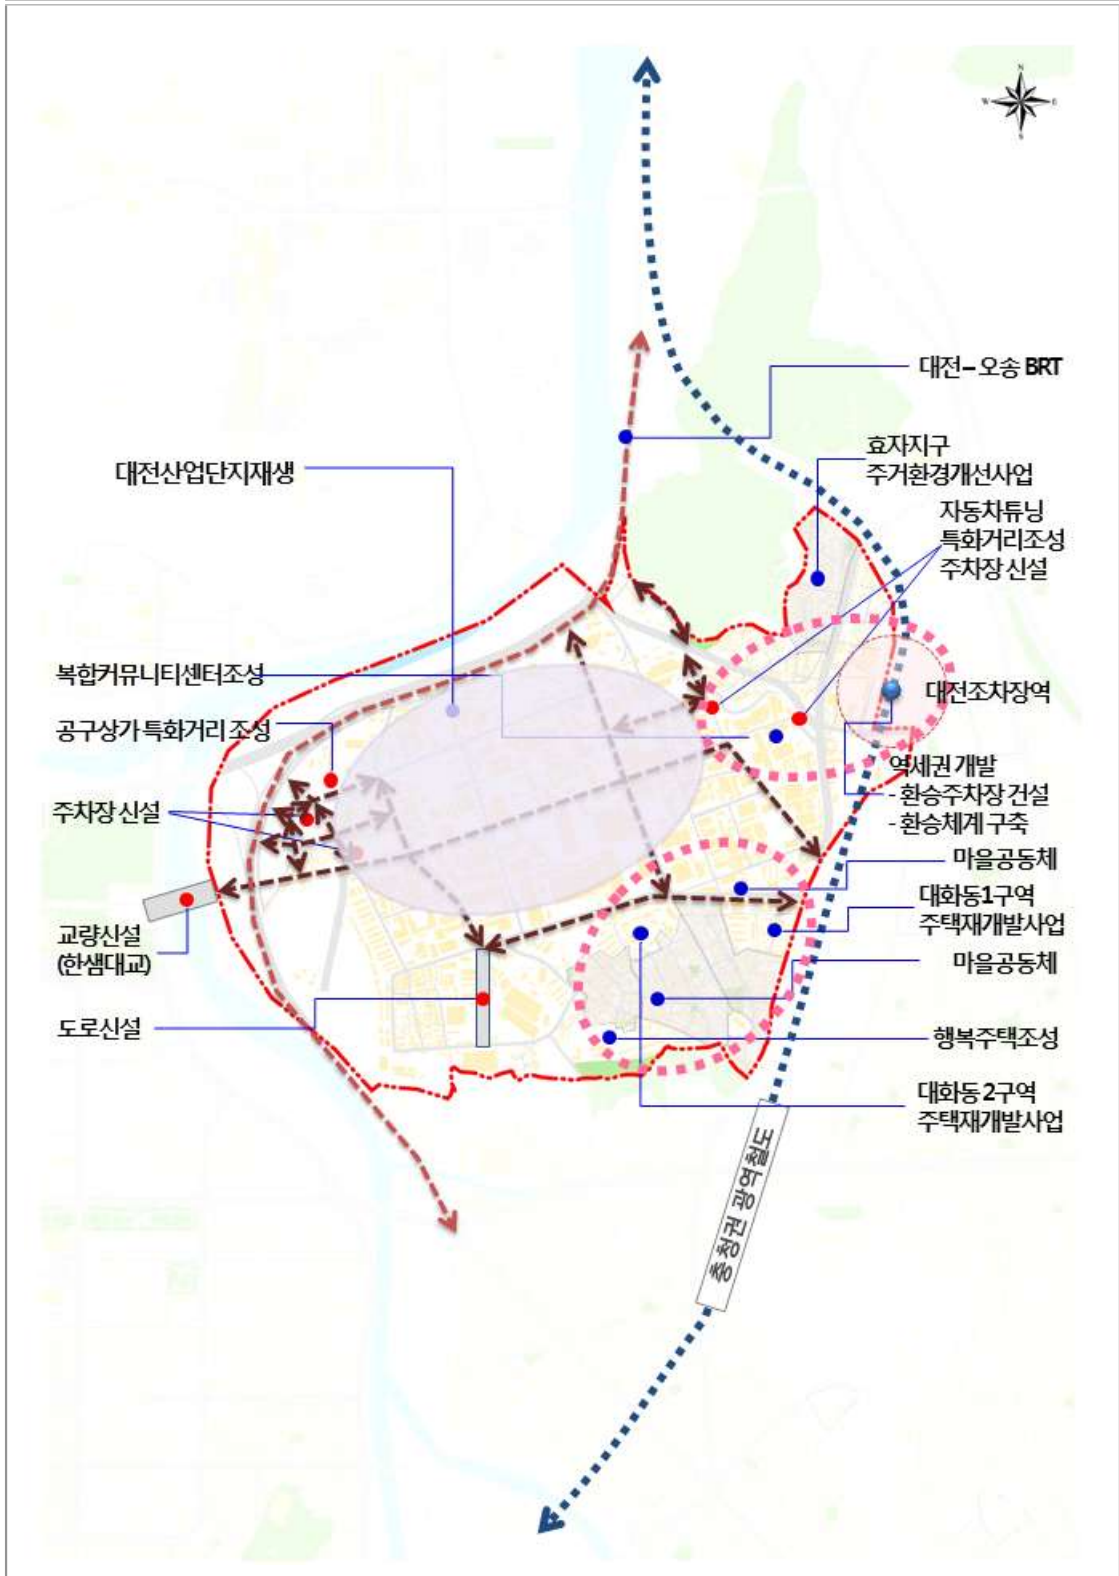 N
W E
S
대전–오송 BRT
효자지구
주거환경개선사업
대전산업단지재생
자동차튜닝
특화거리조성
주차장 신설
복합커뮤니티센터조성
대전조차장역
공구상가 특화거리 조성
역세권 개발
- 환승주차장 건설
- 환승체계 구축
주차장 신설
마을공동체
대화동1구역
주택재개발사업
교량신설
(한샘대교)
마을공동체
도로신설
행복주택조성
대화동 2구역
주택재개발사업
충청권 광역철도